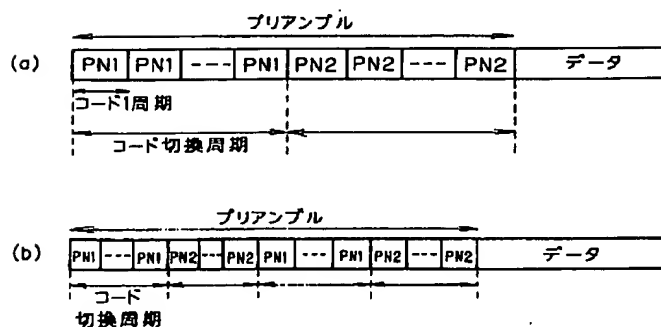 プリアンプル
(a) PN1 PN1 --- PN1 PN2 PN2 --- PN2 データ
コード1周期
コード切換周期
プリアンブル
(b) PN1 --- PN1 PN2 --- PN2 PN1 --- PN1 PN2 --- PN2 データ
コード
切換周期